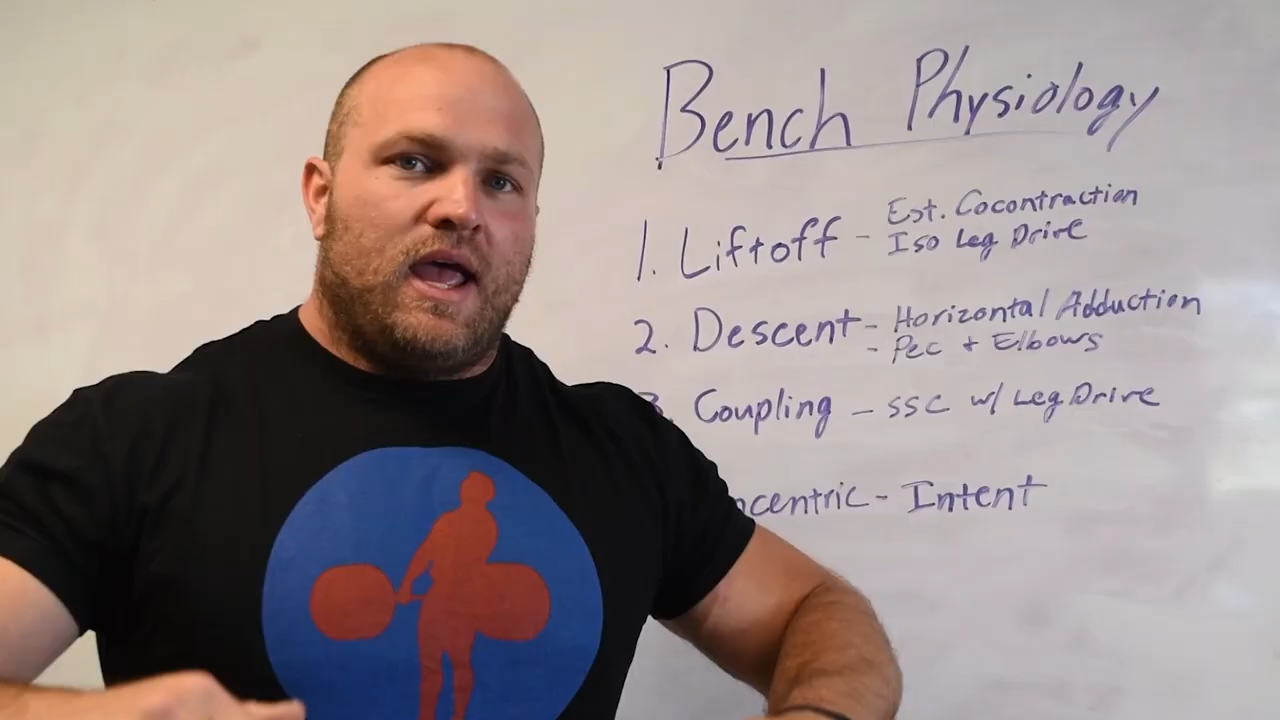 Bench Physiology
1. Liftoff - Est. Cocontraction
Iso Leg Drive
2. Descent - Horizontal Adduction
- Pec + Elbows
3. Coupling - SSC w/ Leg Drive
- Intent